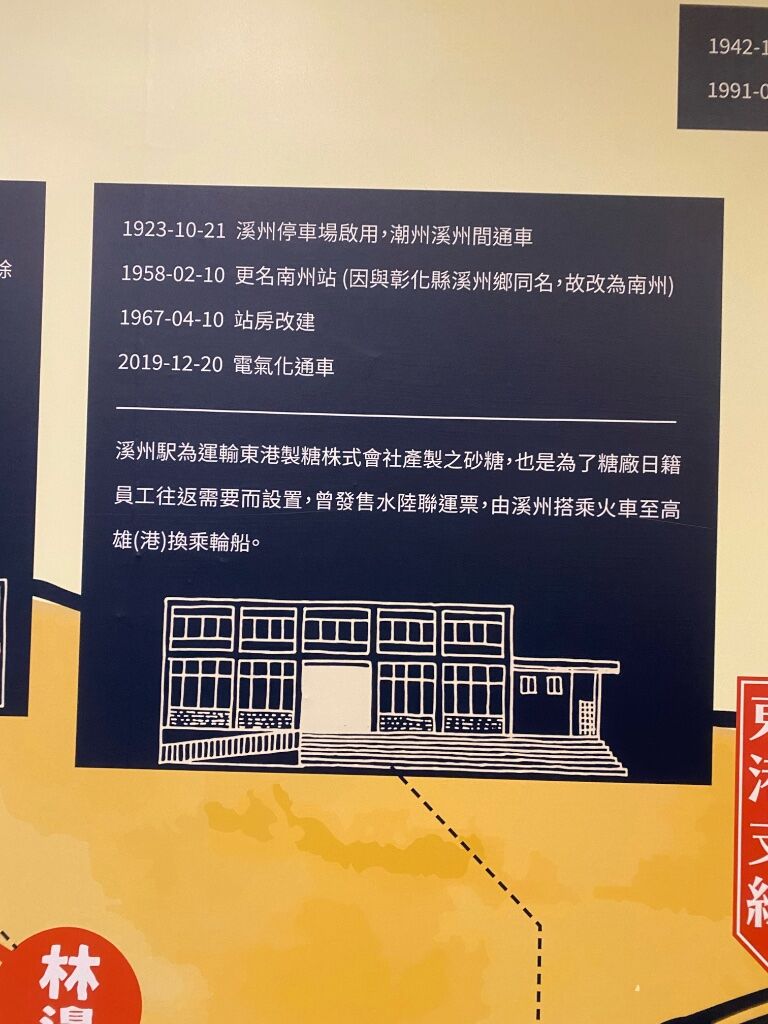 1942-1
1991-0
除
1923-10-21 溪州停車場啟用，潮州溪州間通車
1958-02-10 更名南州站 (因與彰化縣溪州鄉同名，故改為南州)
1967-04-10 站房改建
2019-12-20 電氣化通車
溪州駅為運輸東港製糖株式會社產製之砂糖，也是為了糖廠日籍
員工往返需要而設置，曾發售水陸聯運票，由溪州搭乘火車至高
雄(港)換乘輪船。
東港支線
林邊